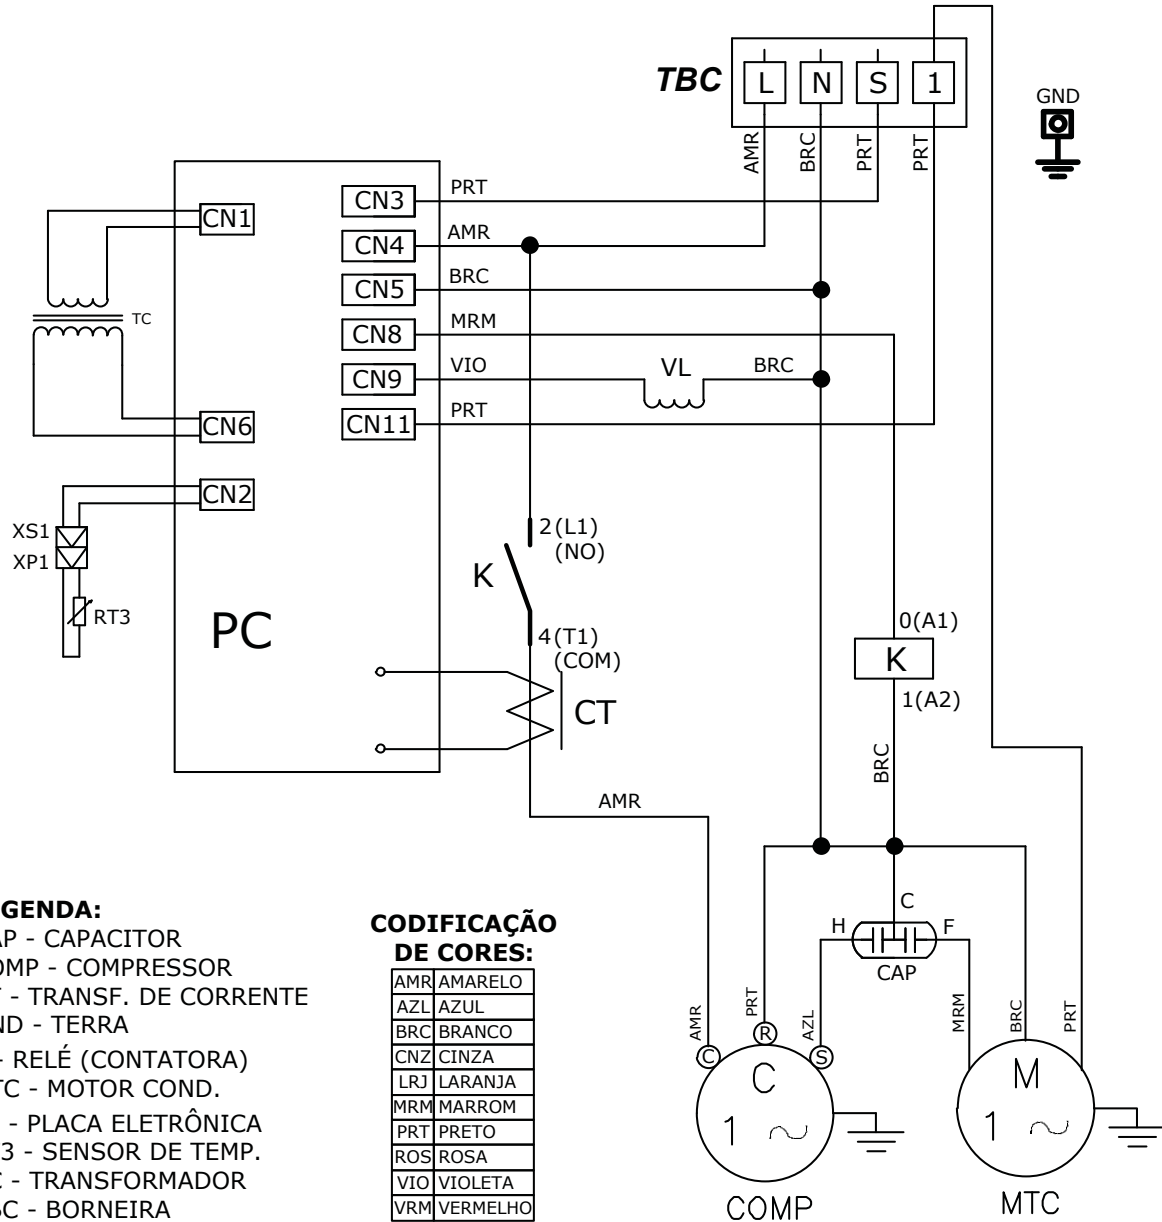 TBC
L N S 1
GND
AMR
BRC
PRT
PRT
CN1
CN3
PRT
CN4
AMR
CN5
BRC
CN8
MRM
CN9
VIO
VL
BRC
CN11
PRT
TC
CN6
CN2
XS1
XP1
RT3
PC
2(L1)
(NO)
K
4(T1)
(COM)
CT
0(A1)
K
1(A2)
BRC
AMR
C
H
F
CAP
AMR
PRT
AZL
MRM
BRC
PRT
C
R
S
C
1
COMP
M
1
MTC
GENDA:
AP - CAPACITOR
OMP - COMPRESSOR
- TRANSF. DE CORRENTE
ND - TERRA
- RELÉ (CONTATORA)
TC - MOTOR COND.
- PLACA ELETRÔNICA
3 - SENSOR DE TEMP.
C - TRANSFORMADOR
BC - BORNEIRA
CODIFICAÇÃO
DE CORES:
AMR AMARELO
AZL AZUL
BRC BRANCO
CNZ CINZA
LRJ LARANJA
MRM MARROM
PRT PRETO
ROS ROSA
VIO VIOLETA
VRM VERMELHO